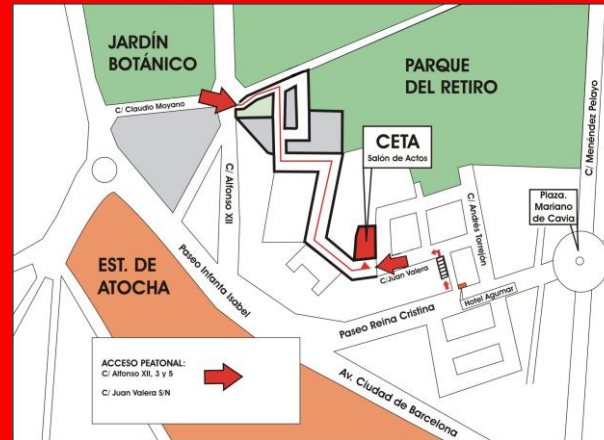 JARDÍN
BOTÁNICO
PARQUE
DEL RETIRO
C/ Claudio Moyano
C/ Menéndez Pelayo
CETA
Salón de Actos
C/ Alfonso XII
C/ Andrés Torrejón
Plaza.
Mariano
de Cavia
EST. DE
ATOCHA
Paseo Infanta Isabel
C/Juan Valera
Hotel Agumar
Paseo Reina Cristina
ACCESO PEATONAL:
C/ Alfonso XII, 3 y 5
C/ Juan Valera S/N
Av. Ciudad de Barcelona